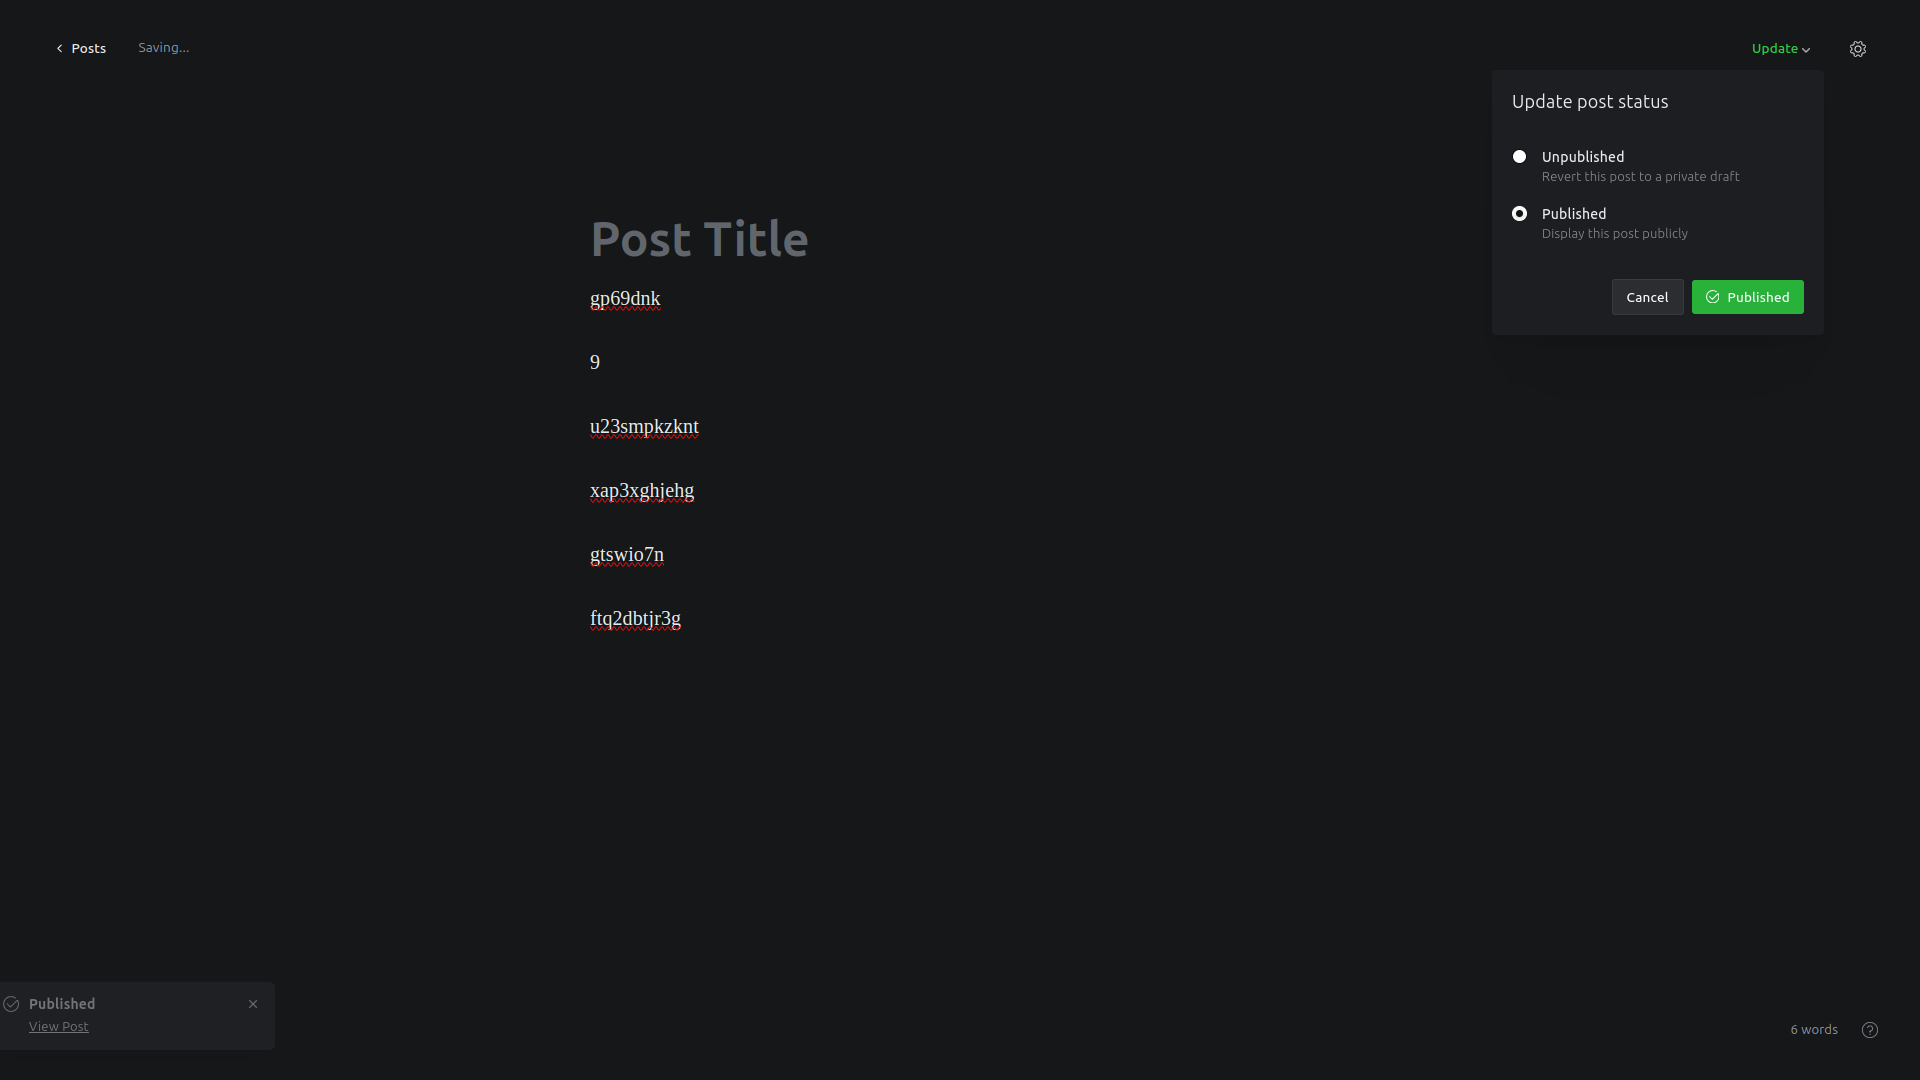 Posts
Saving...
Update
Update post status
Unpublished
Revert this post to a private draft
Published
Display this post publicly
Cancel
Published
Post Title
gp69dnk
9
u23smpkzknt
xap3xghjehg
gtswio7n
ftq2dbtjr3g
Published
View Post
6 words